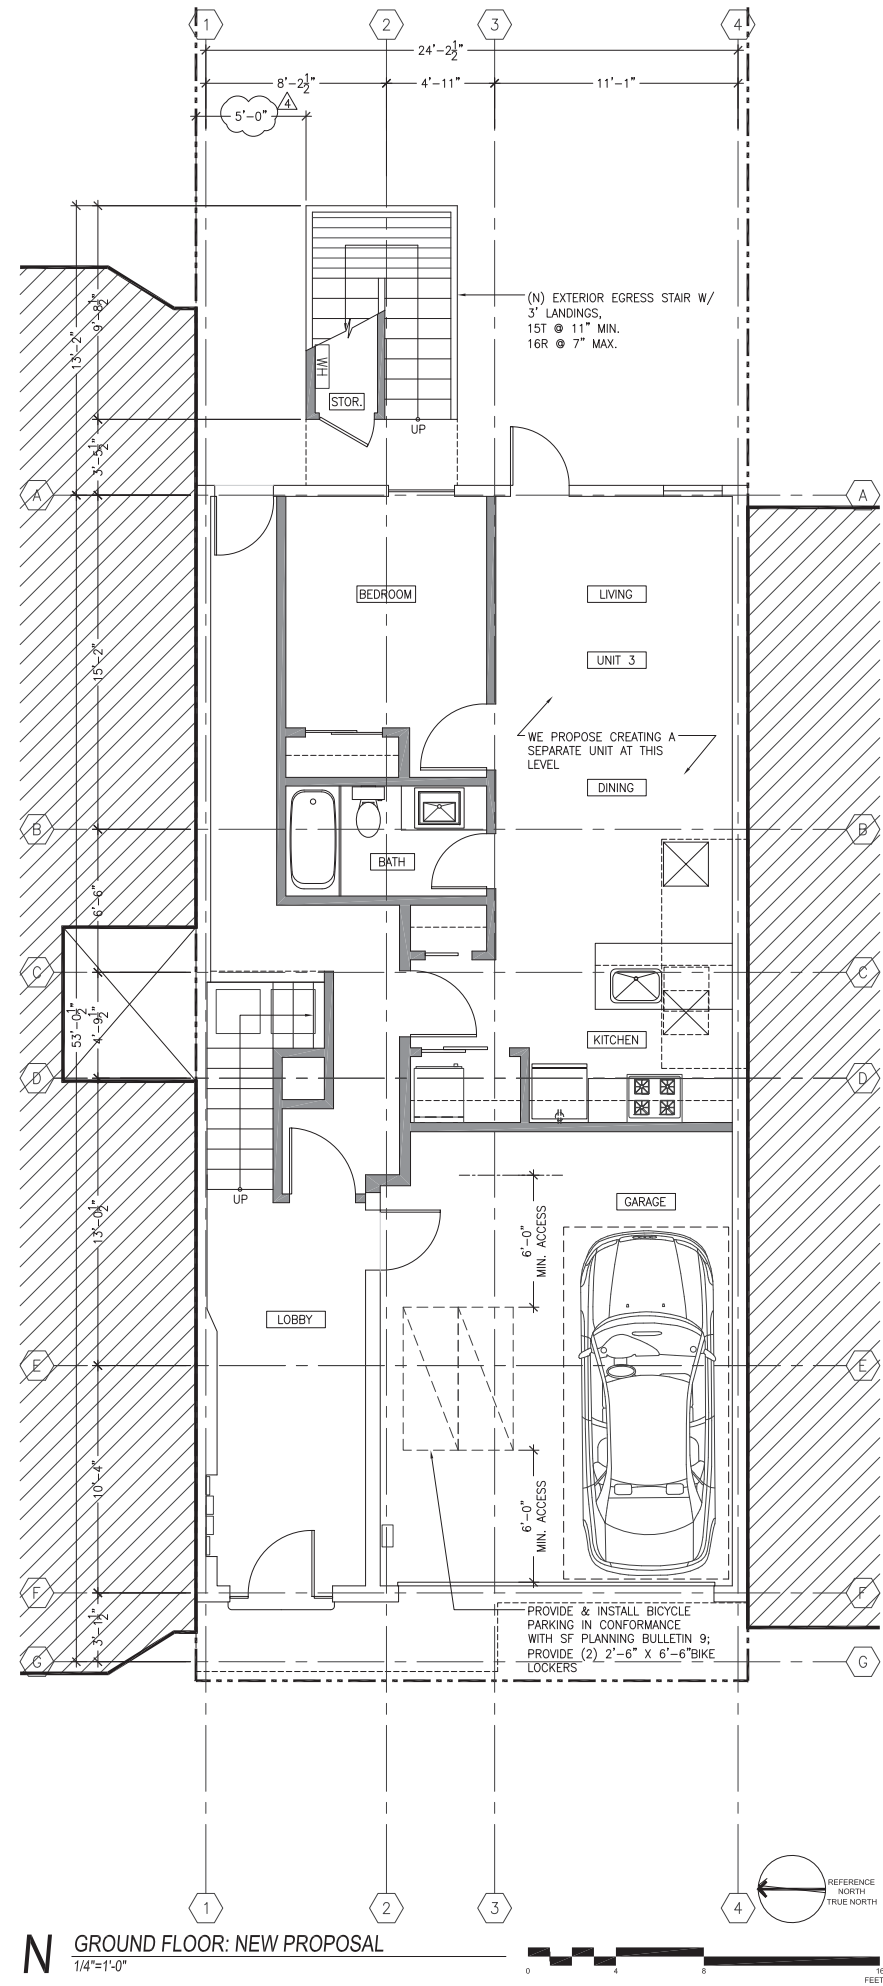 1 2 3 4
24'-2½"
8'-2½" 4'-11" 11'-1"
4
5'-0"
(N) EXTERIOR EGRESS STAIR W/
3' LANDINGS,
15T @ 11" MIN.
16R @ 7" MAX.
9'-8½"
13'-2"
WH
STOR.
UP
3'-5½"
A A
BEDROOM LIVING
UNIT 3
15'-2"
WE PROPOSE CREATING A
SEPARATE UNIT AT THIS
LEVEL
DINING
B B
BATH
6'-6"
C C
53'-0½"
4'-9½"
KITCHEN
D D
UP
GARAGE
13'-0½"
6'-0"
MIN. ACCESS
LOBBY
E E
10'-4"
6'-0"
MIN. ACCESS
F F
3'-1½"
PROVIDE & INSTALL BICYCLE
PARKING IN CONFORMANCE
WITH SF PLANNING BULLETIN 9;
PROVIDE (2) 2'-6" X 6'-6"BIKE
LOCKERS
G G
1 2 3 4
REFERENCE
NORTH
TRUE NORTH
N GROUND FLOOR: NEW PROPOSAL
1/4"=1'-0"
0 4 8 16
FEET